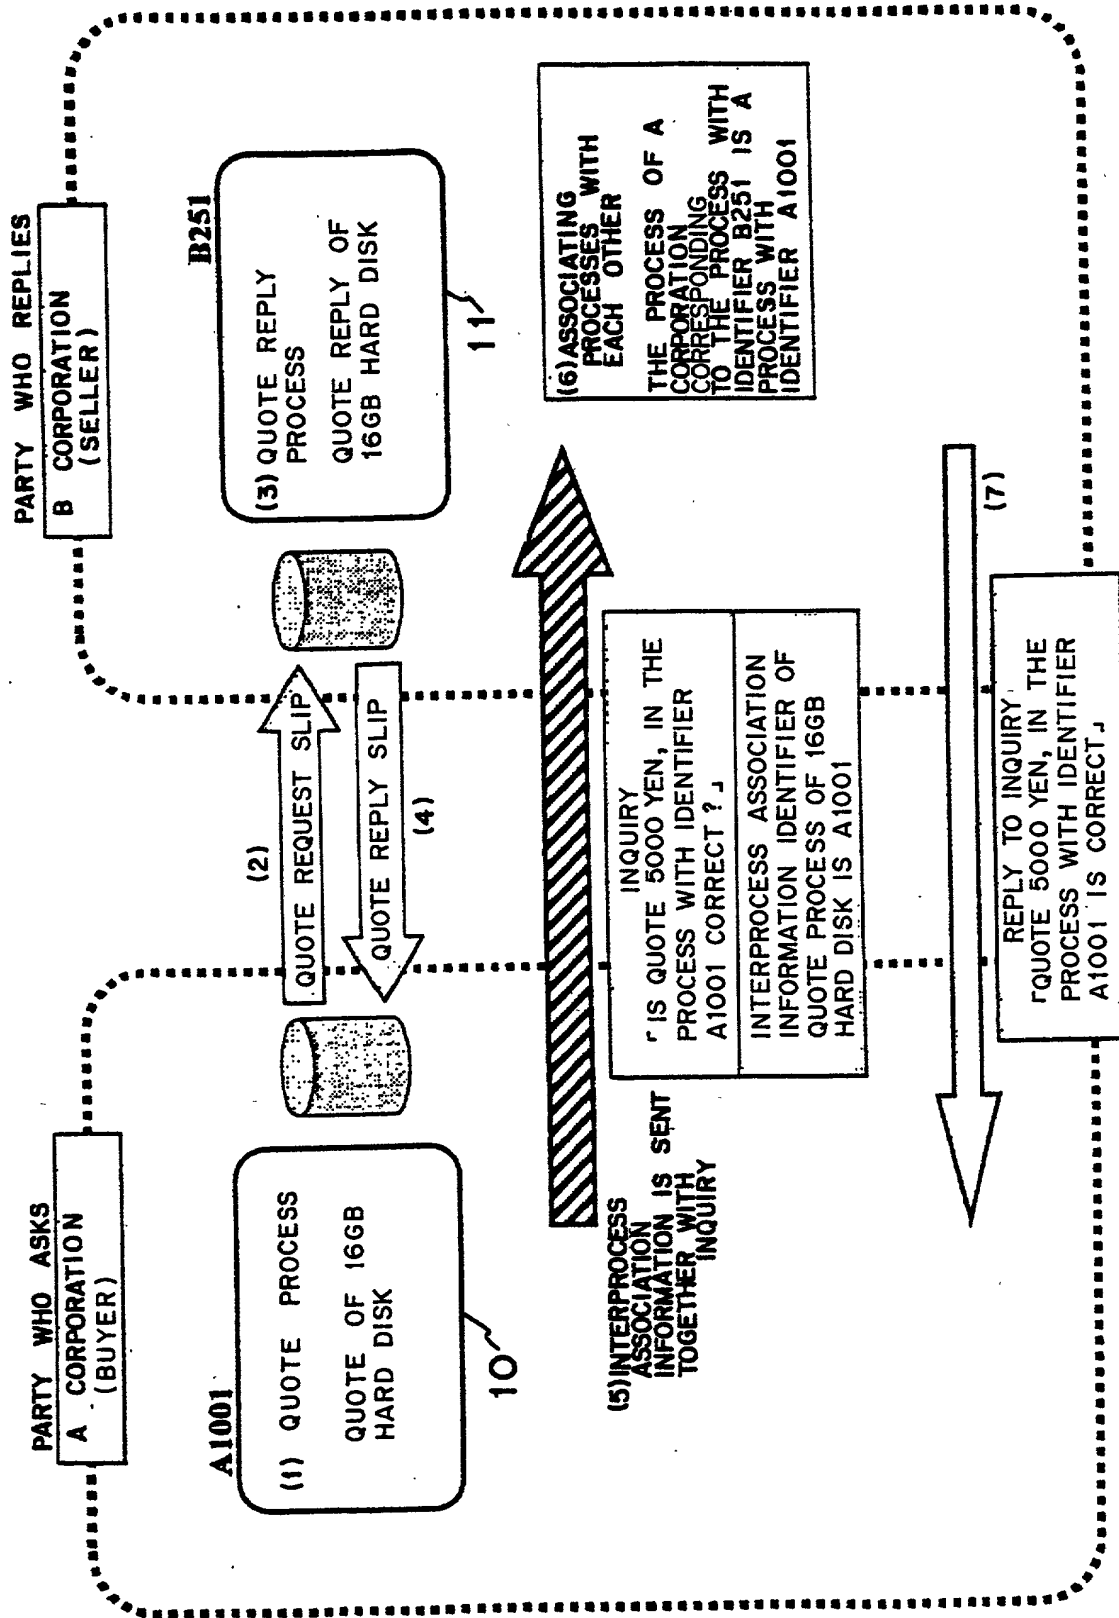 PARTY WHO ASKS
A CORPORATION
(BUYER)
A1001
(1) QUOTE PROCESS
QUOTE OF 16GB
HARD DISK
10
(2)
QUOTE REQUEST SLIP
QUOTE REPLY SLIP
(4)
PARTY WHO REPLIES
B CORPORATION
(SELLER)
B251
(3) QUOTE REPLY
PROCESS
QUOTE REPLY OF
16GB HARD DISK
11
(5) INTERPROCESS
ASSOCIATION
INFORMATION IS SENT
TOGETHER WITH
INQUIRY
INQUIRY
「IS QUOTE 5000 YEN, IN THE
PROCESS WITH IDENTIFIER
A1001 CORRECT?」
INTERPROCESS ASSOCIATION
INFORMATION IDENTIFIER OF
QUOTE PROCESS OF 16GB
HARD DISK IS A1001
(6) ASSOCIATING
PROCESSES WITH
EACH OTHER
THE PROCESS OF A
CORPORATION
CORRESPONDING
TO THE PROCESS WITH
IDENTIFIER B251 IS A
PROCESS WITH
IDENTIFIER A1001
(7)
REPLY TO INQUIRY
「QUOTE 5000 YEN, IN THE
PROCESS WITH IDENTIFIER
A1001 IS CORRECT」